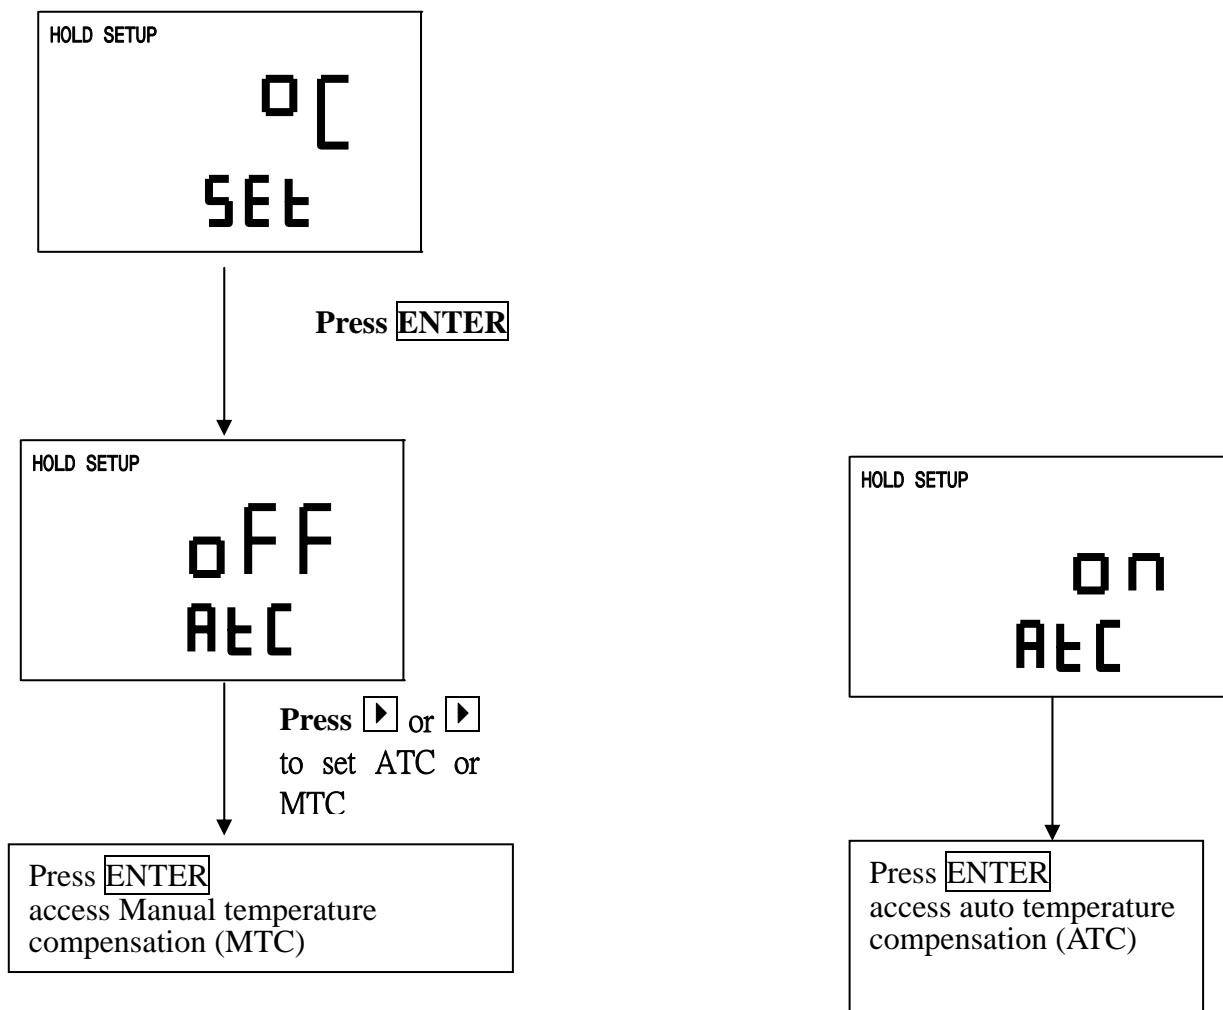 HOLD SETUP
°C
SEt
Press ENTER
HOLD SETUP
oFF
AtC
Press ▶ or ▶
to set ATC or
MTC
Press ENTER
access Manual temperature
compensation (MTC)
HOLD SETUP
on
AtC
Press ENTER
access auto temperature
compensation (ATC)